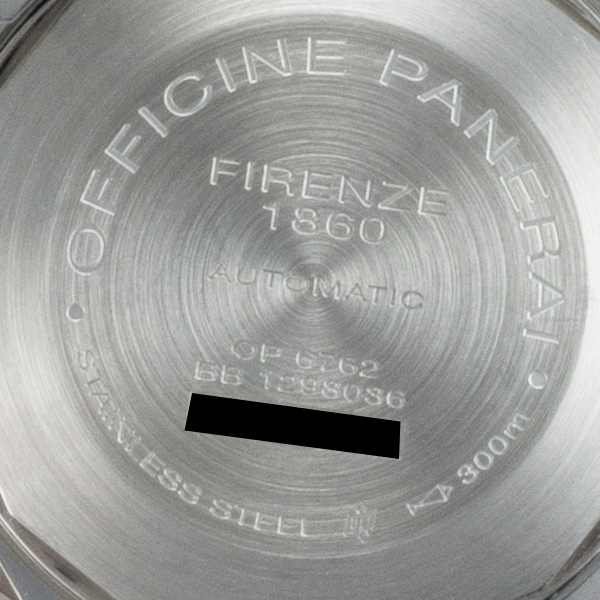 OFFICINE PANERAI
FIRENZE
1860
AUTOMATIC
OP 6762
BB 1298036
STAINLESS STEEL
300m